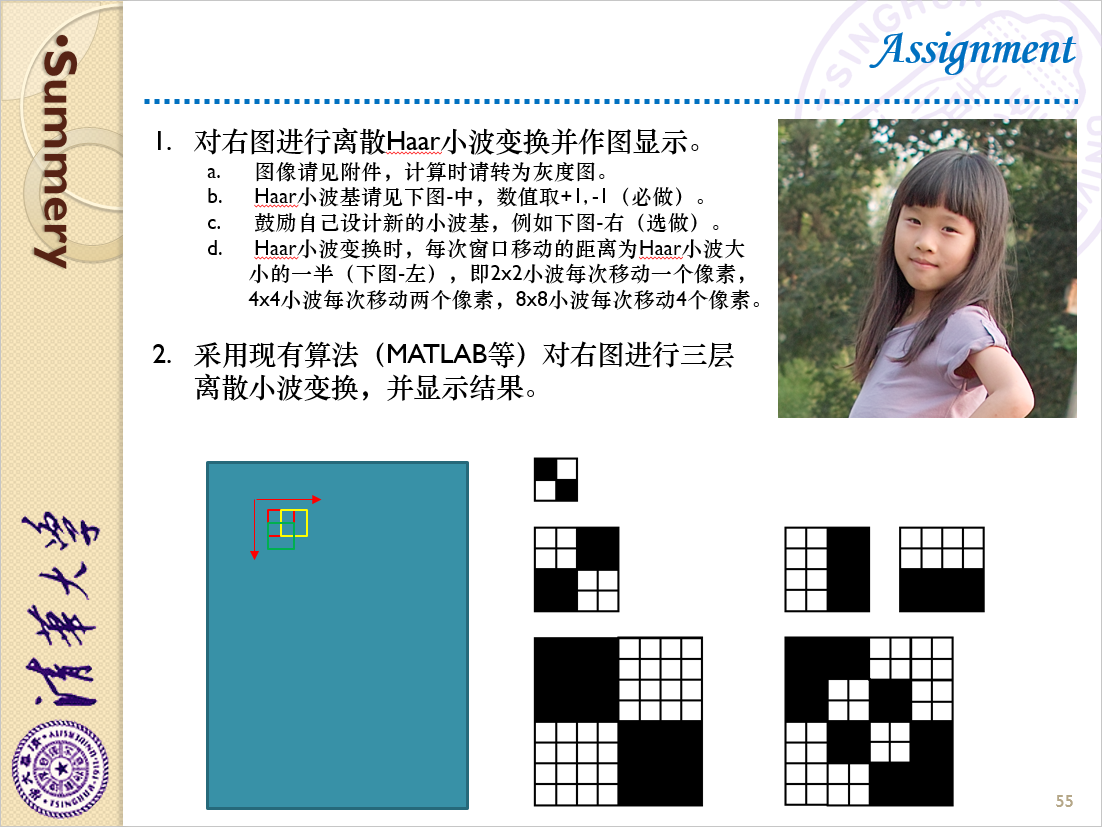 •Summery
Assignment
1. 对右图进行离散Haar小波变换并作图显示。
a. 图像请见附件，计算时请转为灰度图。
b. Haar小波基请见下图-中，数值取+1,-1（必做）。
c. 鼓励自己设计新的小波基，例如下图-右（选做）。
d. Haar小波变换时，每次窗口移动的距离为Haar小波大
小的一半（下图-左），即2x2小波每次移动一个像素，
4x4小波每次移动两个像素，8x8小波每次移动4个像素。
2. 采用现有算法（MATLAB等）对右图进行三层
离散小波变换，并显示结果。
清华大学
55